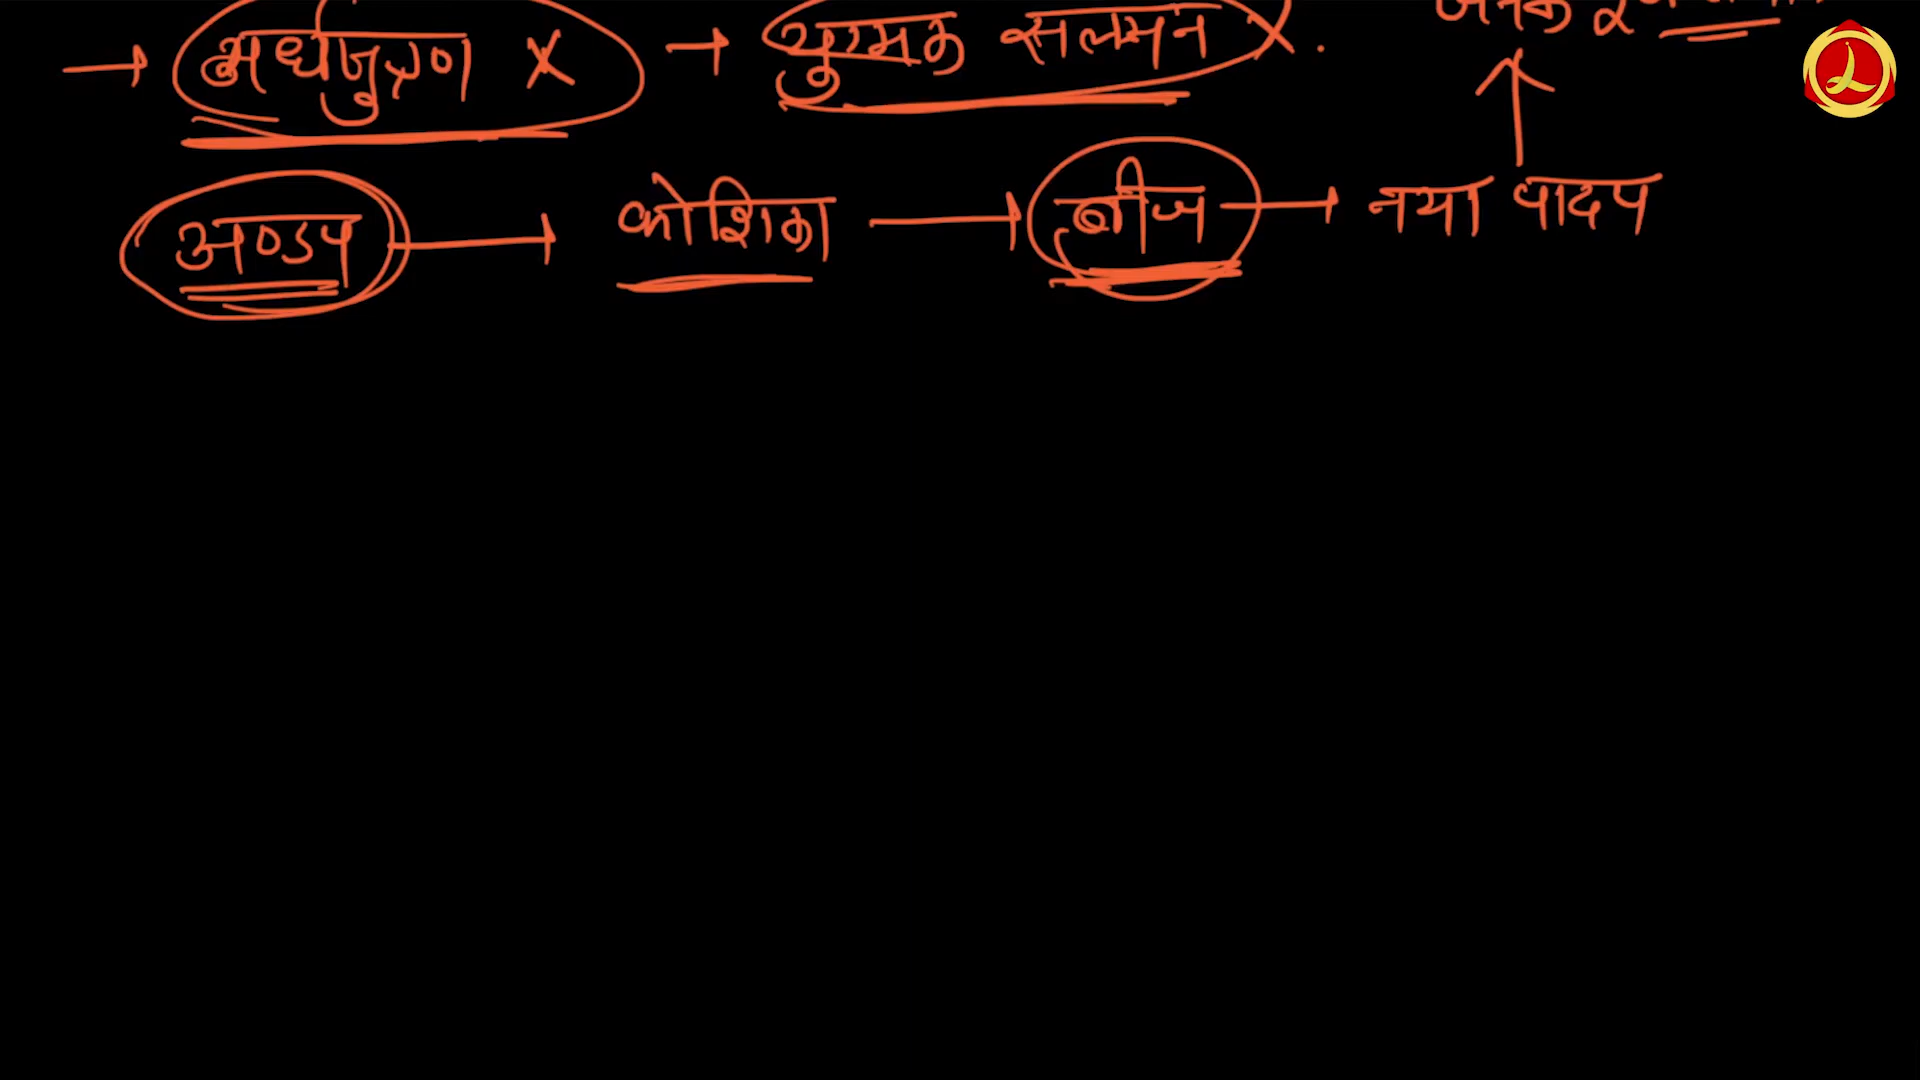 → अर्धसूत्रण X → युग्मक संलयन X .
अण्डप → कोशिका → बीज → नया पादप